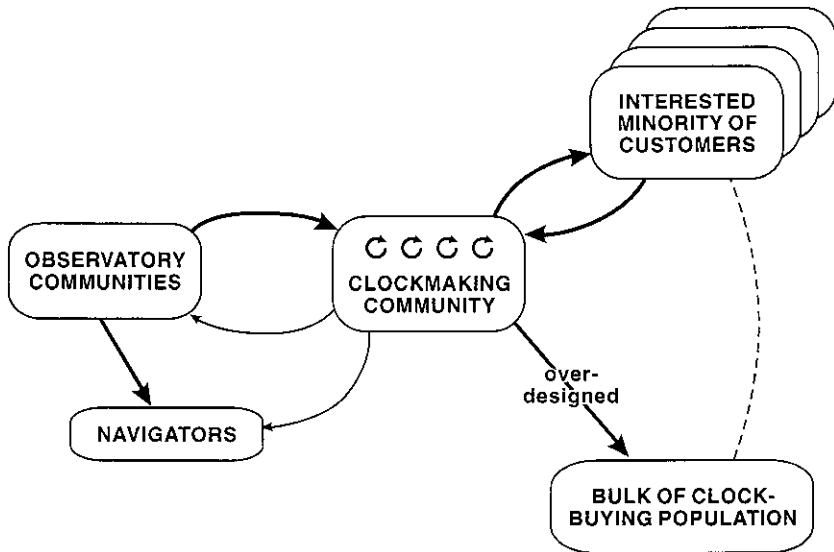 INTERESTED
MINORITY OF
CUSTOMERS
OBSERVATORY
COMMUNITIES
CLOCKMAKING
COMMUNITY
over-
designed
NAVIGATORS
BULK OF CLOCK-
BUYING POPULATION